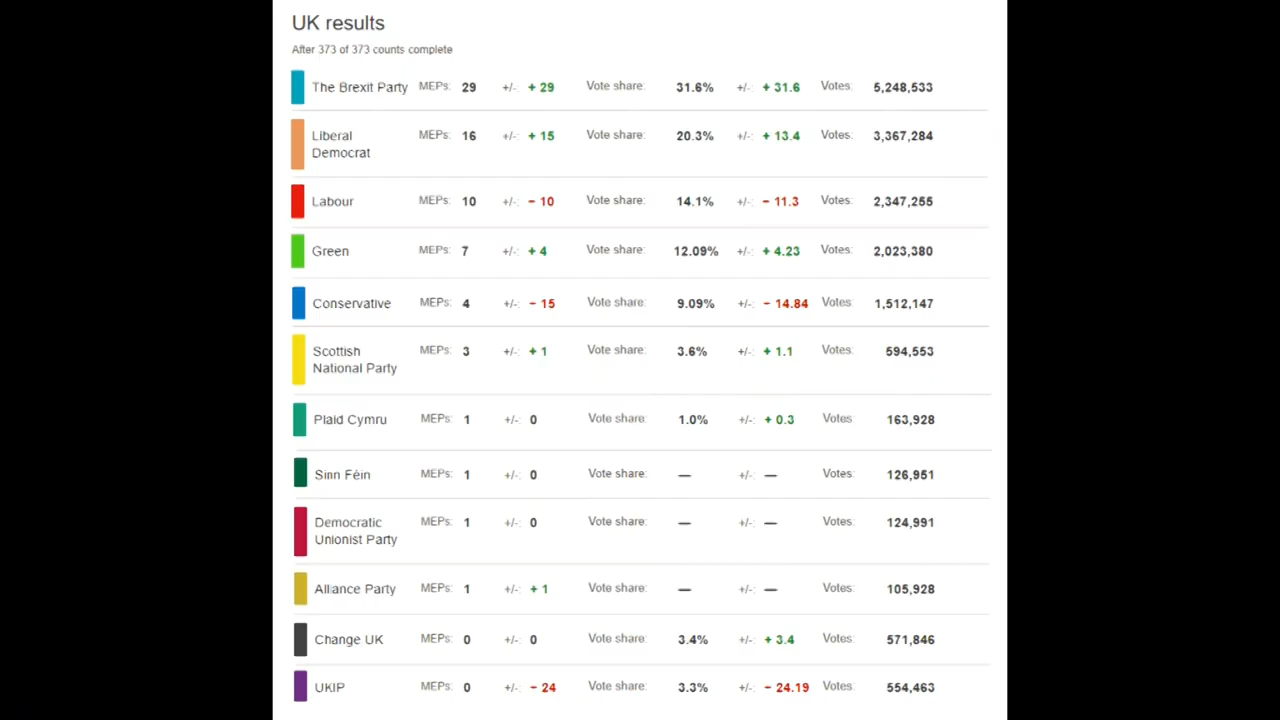 UK results
After 373 of 373 counts complete
The Brexit Party MEPs: 29 +/-: + 29 Vote share: 31.6% +/-: + 31.6 Votes: 5,248,533
Liberal
Democrat MEPs: 16 +/-: + 15 Vote share: 20.3% +/-: + 13.4 Votes: 3,367,284
Labour MEPs: 10 +/-: − 10 Vote share: 14.1% +/-: − 11.3 Votes: 2,347,255
Green MEPs: 7 +/-: + 4 Vote share: 12.09% +/-: + 4.23 Votes: 2,023,380
Conservative MEPs: 4 +/-: − 15 Vote share: 9.09% +/-: − 14.84 Votes: 1,512,147
Scottish
National Party MEPs: 3 +/-: + 1 Vote share: 3.6% +/-: + 1.1 Votes: 594,553
Plaid Cymru MEPs: 1 +/-: 0 Vote share: 1.0% +/-: + 0.3 Votes: 163,928
Sinn Féin MEPs: 1 +/-: 0 Vote share: — +/-: — Votes: 126,951
Democratic
Unionist Party MEPs: 1 +/-: 0 Vote share: — +/-: — Votes: 124,991
Alliance Party MEPs: 1 +/-: + 1 Vote share: — +/-: — Votes: 105,928
Change UK MEPs: 0 +/-: 0 Vote share: 3.4% +/-: + 3.4 Votes: 571,846
UKIP MEPs: 0 +/-: − 24 Vote share: 3.3% +/-: − 24.19 Votes: 554,463